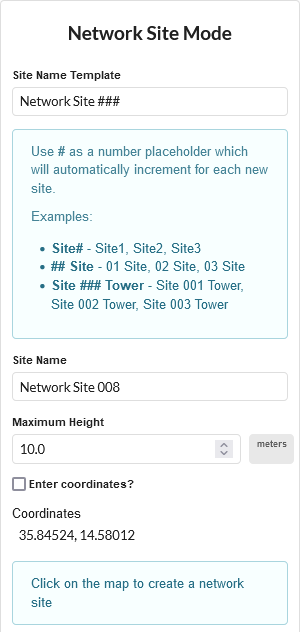 Network Site Mode
Site Name Template
Network Site ###
Use # as a number placeholder which
will automatically increment for each new
site.
Examples:
• Site# - Site1, Site2, Site3
• ## Site - 01 Site, 02 Site, 03 Site
• Site ### Tower - Site 001 Tower,
Site 002 Tower, Site 003 Tower
Site Name
Network Site 008
Maximum Height
10.0
meters
Enter coordinates?
Coordinates
35.84524, 14.58012
Click on the map to create a network
site